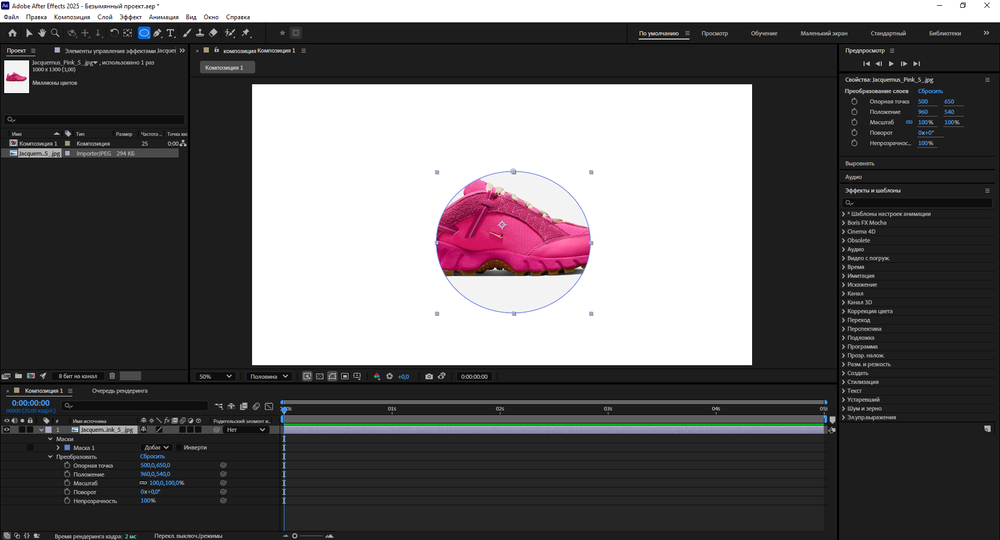 Adobe After Effects 2025 - Безымянный проект.aep *
Файл Правка Композиция Слой Эффект Анимация Вид Окно Справка
По умолчанию Просмотр Обучение Маленький экран Стандартный Библиотеки
Проект Элементы управления эффектами Jacquei
Jacquemus_Pink_5_.jpg , использовано 1 раз
1000 x 1300 (1,00)
Миллионы цветов
Имя Тип Размер Частота ... Точка вхо
Композиция 1 Композиция 25 0:00
Jacquem...5_.jpg ImporterJPEG 294 КБ
8 бит на канал
композиция Композиция 1
Композиция 1
50% Половина +0,0 0:00:00:00
Предпросмотр
Свойства: Jacquemus_Pink_5_.jpg
Преобразование слоев Сбросить
Опорная точка 500 650
Положение 960 540
Масштаб 100% 100%
Поворот 0x+0°
Непрозрачнос... 100%
Выровнять
Аудио
Эффекты и шаблоны
* Шаблоны настроек анимации
Boris FX Mocha
Cinema 4D
Obsolete
Аудио
Видео с погруж.
Время
Имитация
Искажение
Канал
Канал 3D
Коррекция цвета
Переход
Перспектива
Подложка
Программа
Прозр. налож.
Разм. и резкость
Создать
Стилизация
Текст
Устаревший
Шум и зерно
Эл.упр.выражения
Композиция 1 Очередь рендеринга
0:00:00:00
00000 (25.00 кадр/с)
# Имя источника fx Родительский элемент и...
1 Jacquem...ink_5_.jpg Нет
Маски
Маска 1 Добав Инверти
Преобразовать Сбросить
Опорная точка 500,0,650,0
Положение 960,0,540,0
Масштаб 100,0,100,0%
Поворот 0x+0,0°
Непрозрачность 100%
00s 01s 02s 03s 04s 05s
Время рендеринга кадра: 2 мс Перекл. выключ./режимы